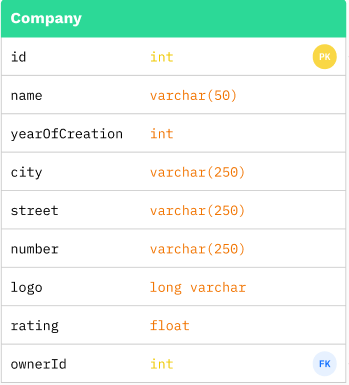 Company
id int PK
name varchar(50)
yearOfCreation int
city varchar(250)
street varchar(250)
number varchar(250)
logo long varchar
rating float
ownerId int FK